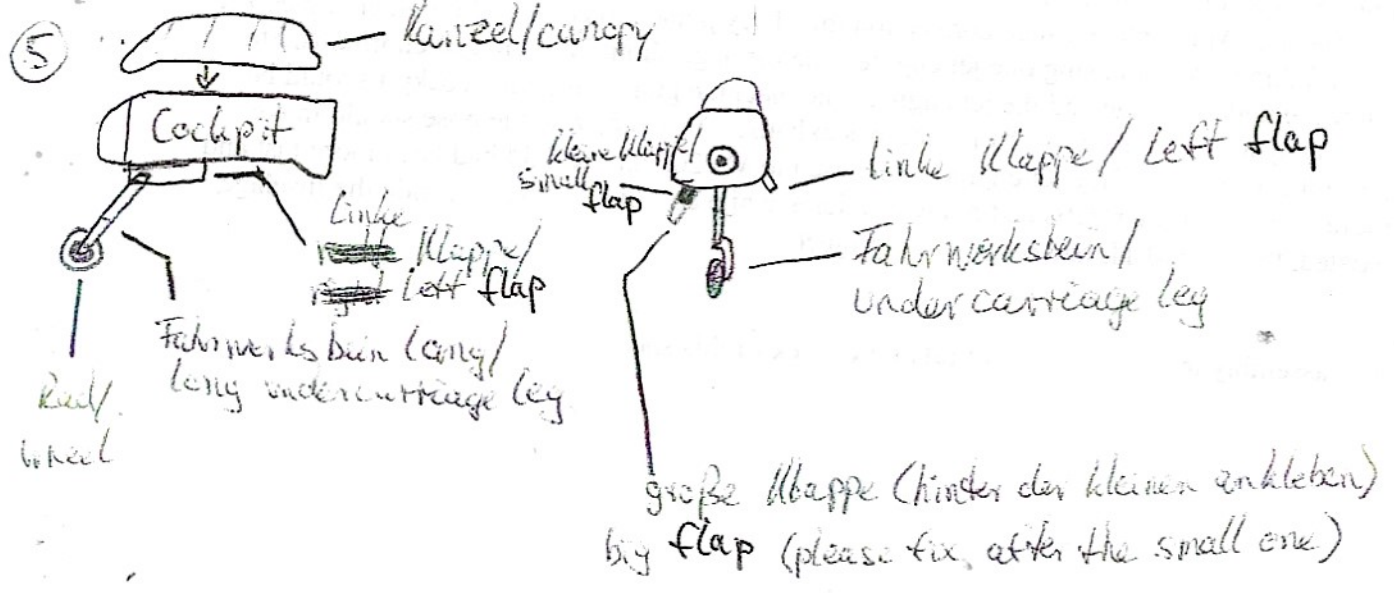 5
Kanzel/canopy
Cockpit
kleine Klappe/
small
flap
Linke Klappe/ Left flap
Linke
Klappe/
Left flap
Fahrwerksbein/
undercarriage leg
Fahrwerksbein lang/
long undercarriage leg
Rad/
wheel
große Klappe (hinter der kleinen ankleben)
big flap (please fix, after the small one)